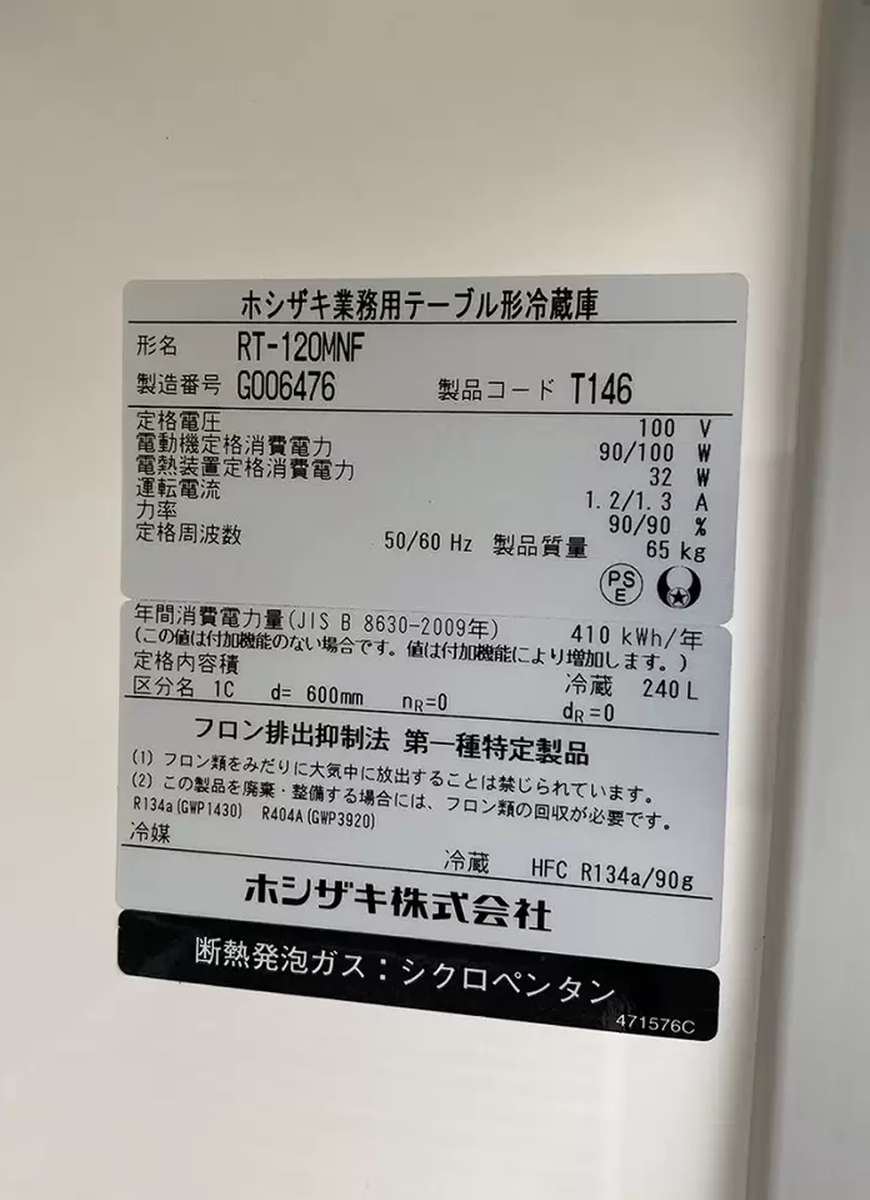 ホシザキ業務用テーブル形冷蔵庫
形名 RT-120MNF
製造番号 G006476 製品コード T146
定格電圧 100 V
電動機定格消費電力 90/100 W
電熱装置定格消費電力 32 W
運転電流 1.2/1.3 A
力率 90/90 %
定格周波数 50/60 Hz 製品質量 65 kg
PS
E
年間消費電力量(JIS B 8630-2009年) 410 kWh/年
(この値は付加機能のない場合です。値は付加機能により増加します。)
定格内容積 冷蔵 240 L
区分名 1C d= 600mm nR=0 dR=0
フロン排出抑制法 第一種特定製品
(1) フロン類をみだりに大気中に放出することは禁じられています。
(2) この製品を廃棄・整備する場合には、フロン類の回収が必要です。
R134a(GWP1430) R404A(GWP3920)
冷媒 冷蔵 HFC R134a/90g
ホシザキ株式会社
断熱発泡ガス:シクロペンタン
471576C